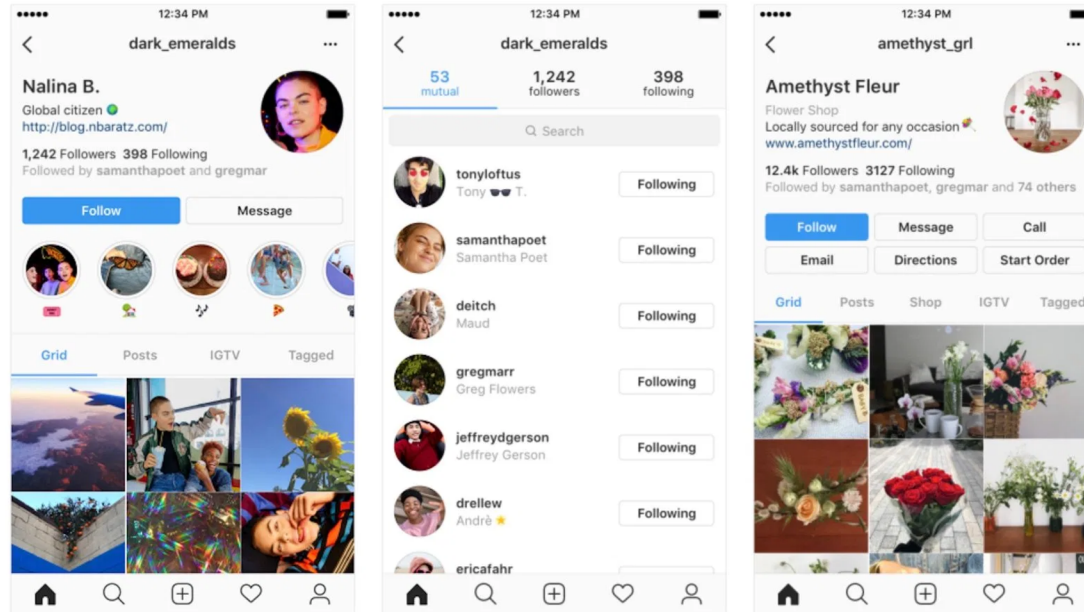 12:34 PM
dark_emeralds
Nalina B.
Global citizen
http://blog.nbaratz.com/
1,242 Followers 398 Following
Followed by samanthapoet and gregmar
Follow Message
Grid Posts IGTV Tagged
12:34 PM
dark_emeralds
53 1,242 398
mutual followers following
Search
tonyloftus
Tony 🕶️ T.
Following
samanthapoet
Samantha Poet
Following
deitch
Maud
Following
gregmarr
Greg Flowers
Following
jeffreydgerson
Jeffrey Gerson
Following
drellew
Andrè ⭐
Following
ericafahr
12:34 PM
amethyst_grl
Amethyst Fleur
Flower Shop
Locally sourced for any occasion
www.amethystfleur.com/
12.4k Followers 3127 Following
Followed by samanthapoet, gregmar and 74 others
Follow Message Call
Email Directions Start Order
Grid Posts Shop IGTV Tagged